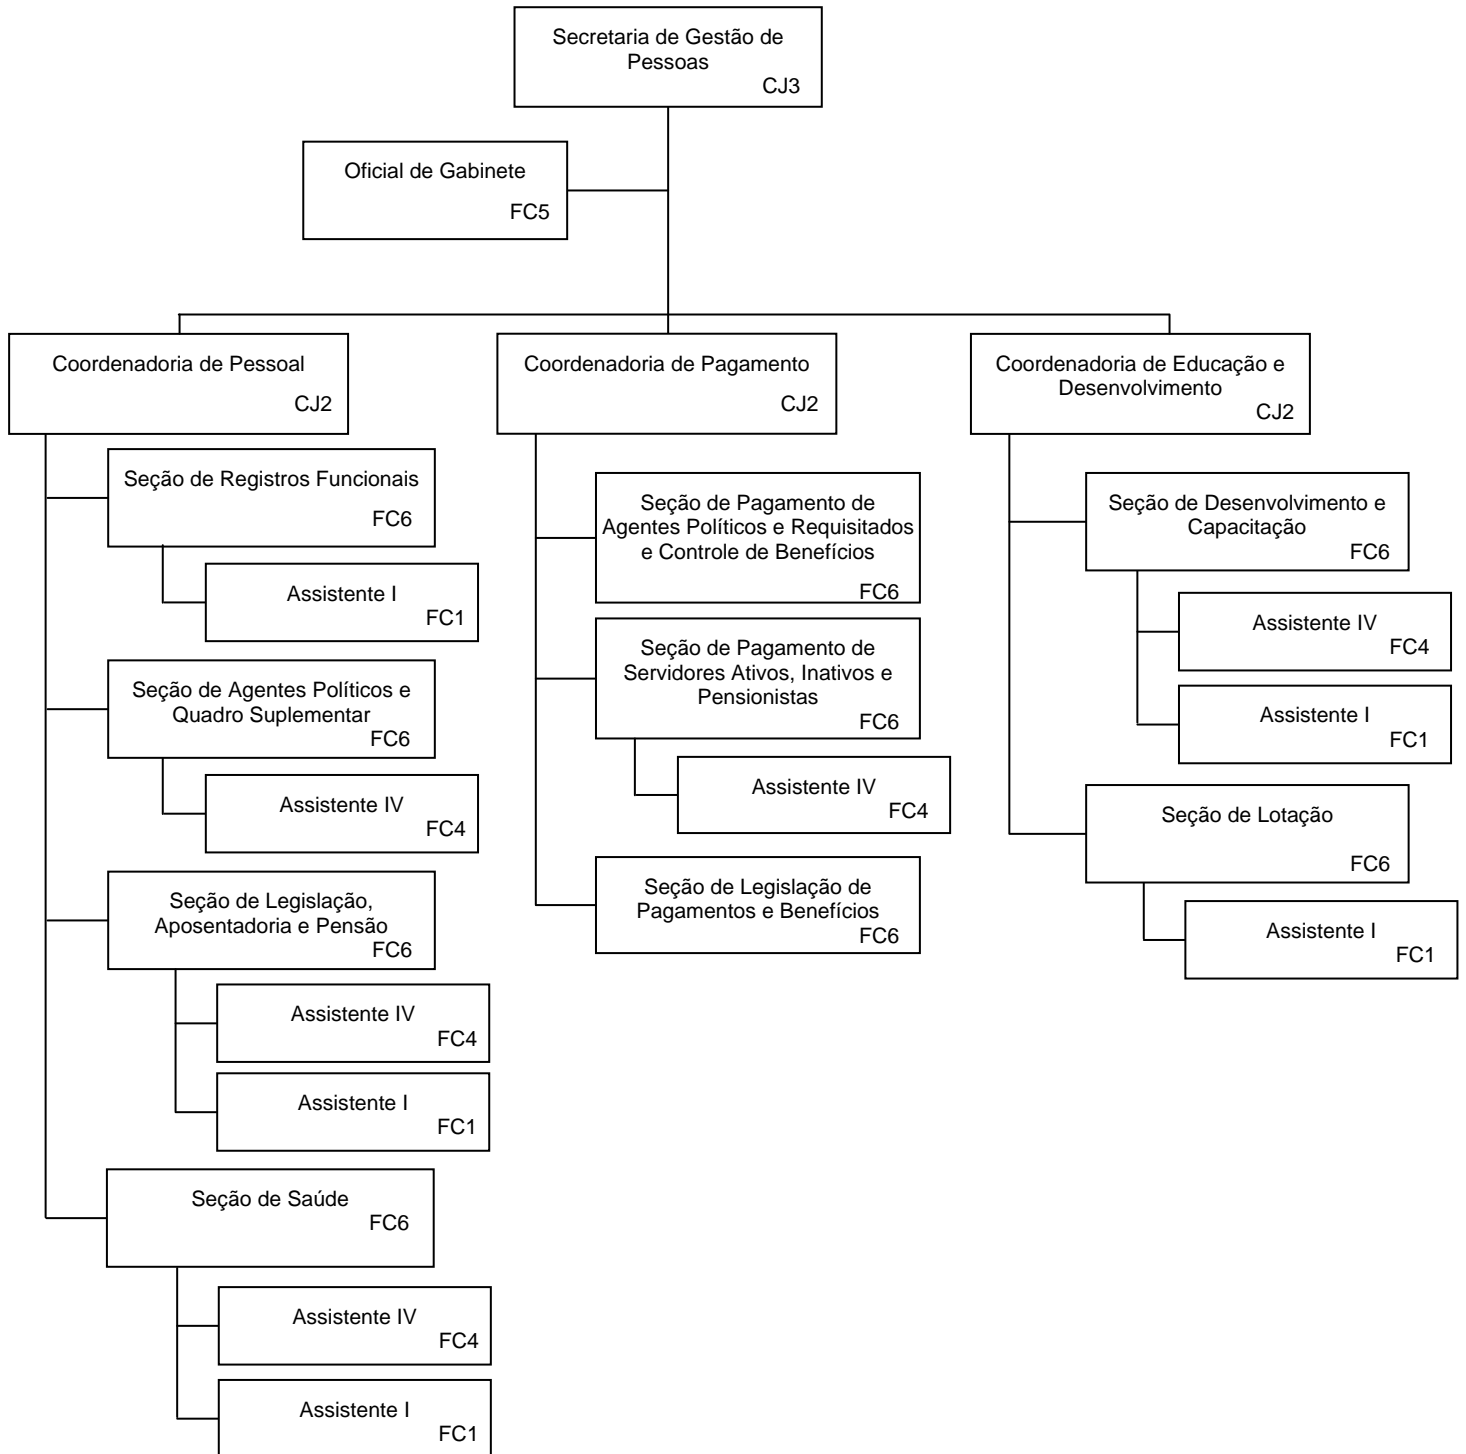 Secretaria de Gestão de
Pessoas
CJ3
Oficial de Gabinete
FC5
Coordenadoria de Pessoal
CJ2
Seção de Registros Funcionais
FC6
Assistente I
FC1
Seção de Agentes Políticos e
Quadro Suplementar
FC6
Assistente IV
FC4
Seção de Legislação,
Aposentadoria e Pensão
FC6
Assistente IV
FC4
Assistente I
FC1
Seção de Saúde
FC6
Assistente IV
FC4
Assistente I
FC1
Coordenadoria de Pagamento
CJ2
Seção de Pagamento de
Agentes Políticos e Requisitados
e Controle de Benefícios
FC6
Seção de Pagamento de
Servidores Ativos, Inativos e
Pensionistas
FC6
Assistente IV
FC4
Seção de Legislação de
Pagamentos e Benefícios
FC6
Coordenadoria de Educação e
Desenvolvimento
CJ2
Seção de Desenvolvimento e
Capacitação
FC6
Assistente IV
FC4
Assistente I
FC1
Seção de Lotação
FC6
Assistente I
FC1